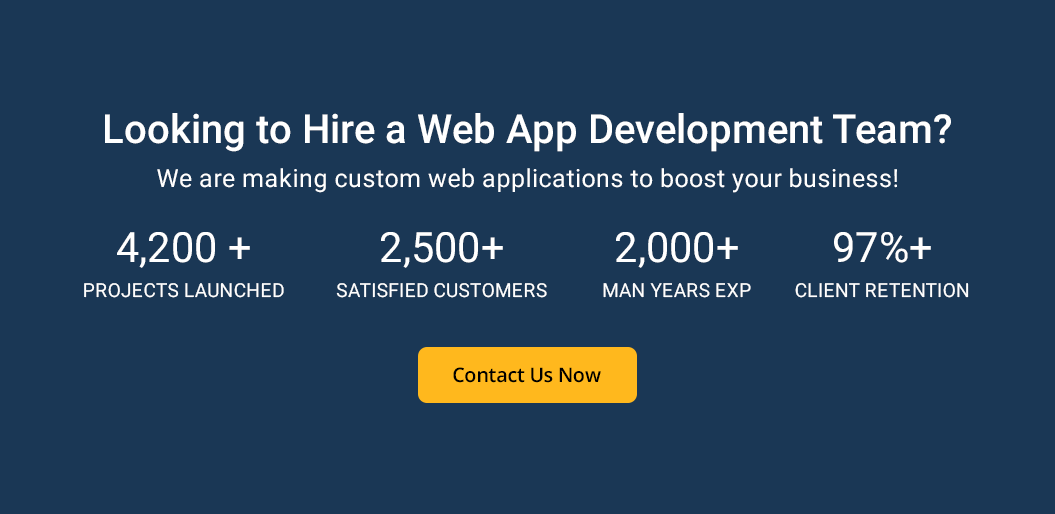 Looking to Hire a Web App Development Team?
We are making custom web applications to boost your business!
4,200 + 2,500+ 2,000+ 97%+
PROJECTS LAUNCHED SATISFIED CUSTOMERS MAN YEARS EXP CLIENT RETENTION
Contact Us Now